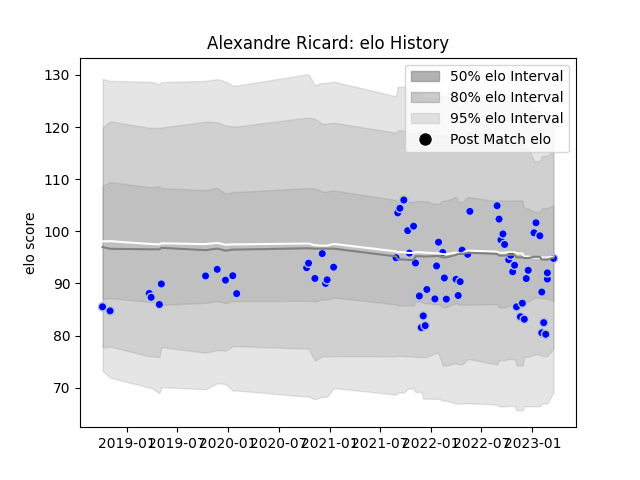 Alexandre Ricard: elo History
50% elo Interval
80% elo Interval
95% elo Interval
Post Match elo
elo score
130
120
110
100
90
80
70
2019-01 2019-07 2020-01 2020-07 2021-01 2021-07 2022-01 2022-07 2023-01